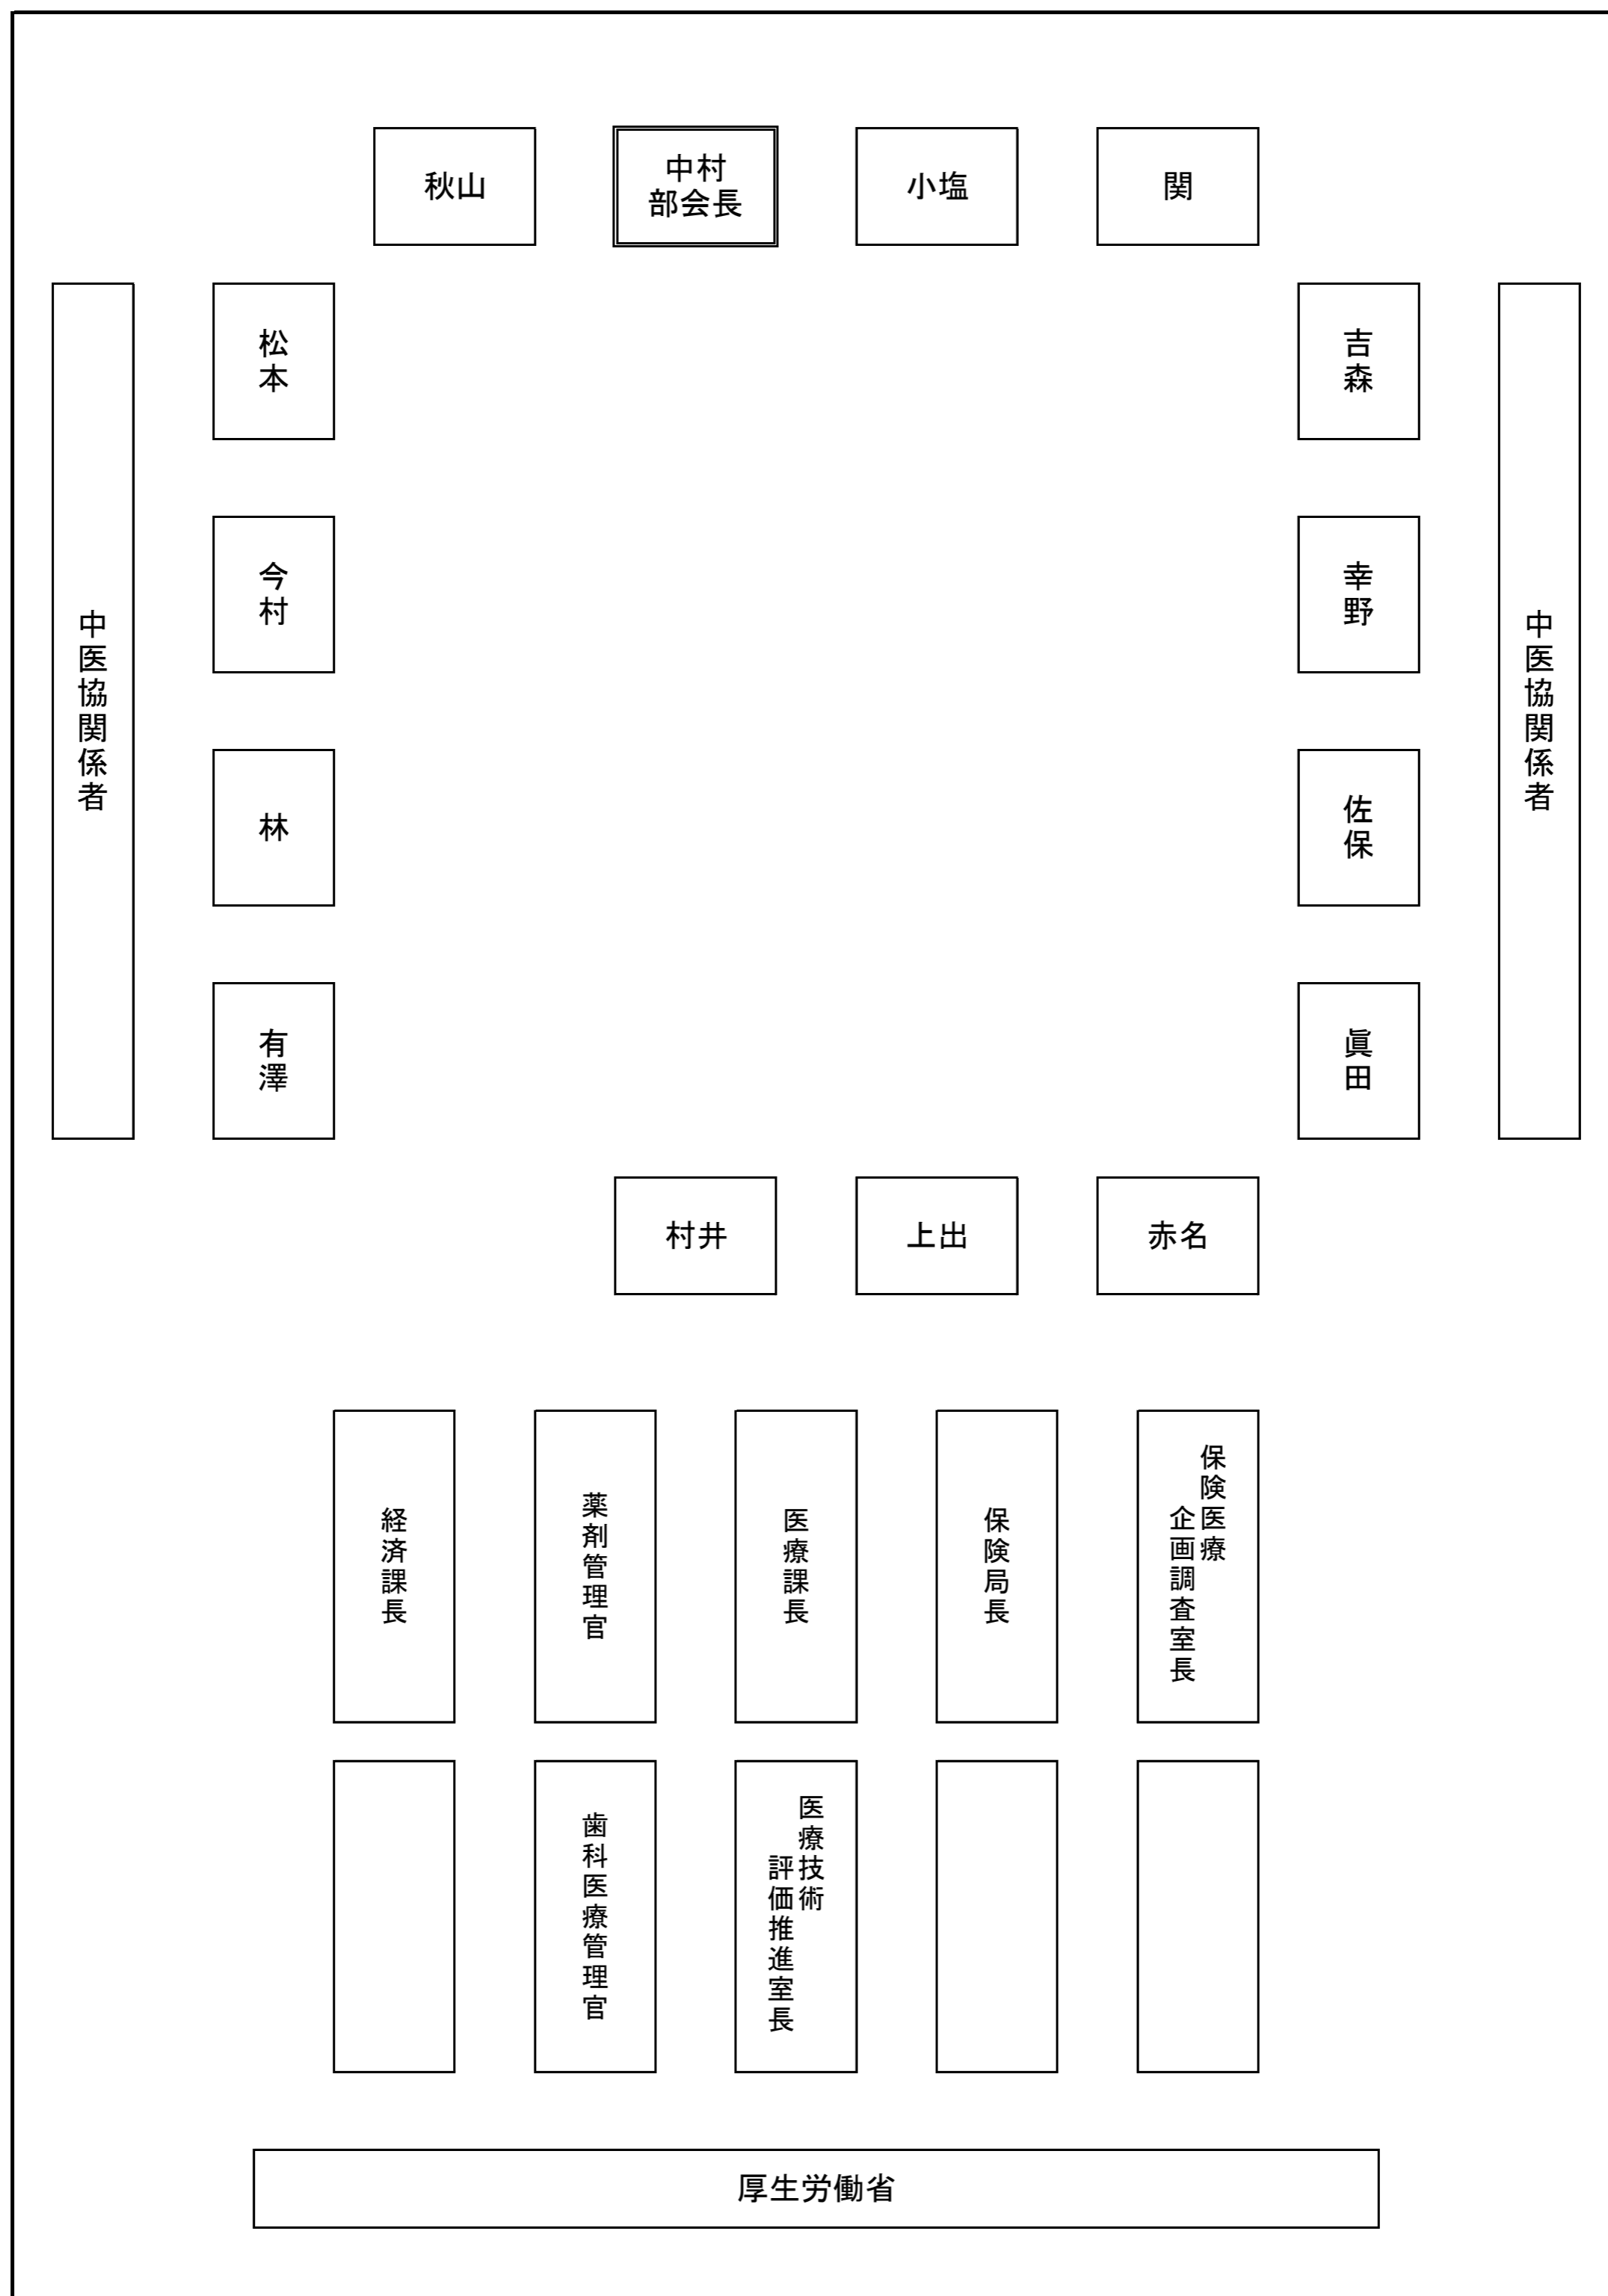 秋山
中村
部会長
小塩
関
中医協関係者
松本
今村
林
有澤
吉森
幸野
佐保
眞田
中医協関係者
村井
上出
赤名
経済課長
薬剤管理官
医療課長
保険局長
保険医療
企画調査室長
歯科医療管理官
医療技術
評価推進室長
厚生労働省